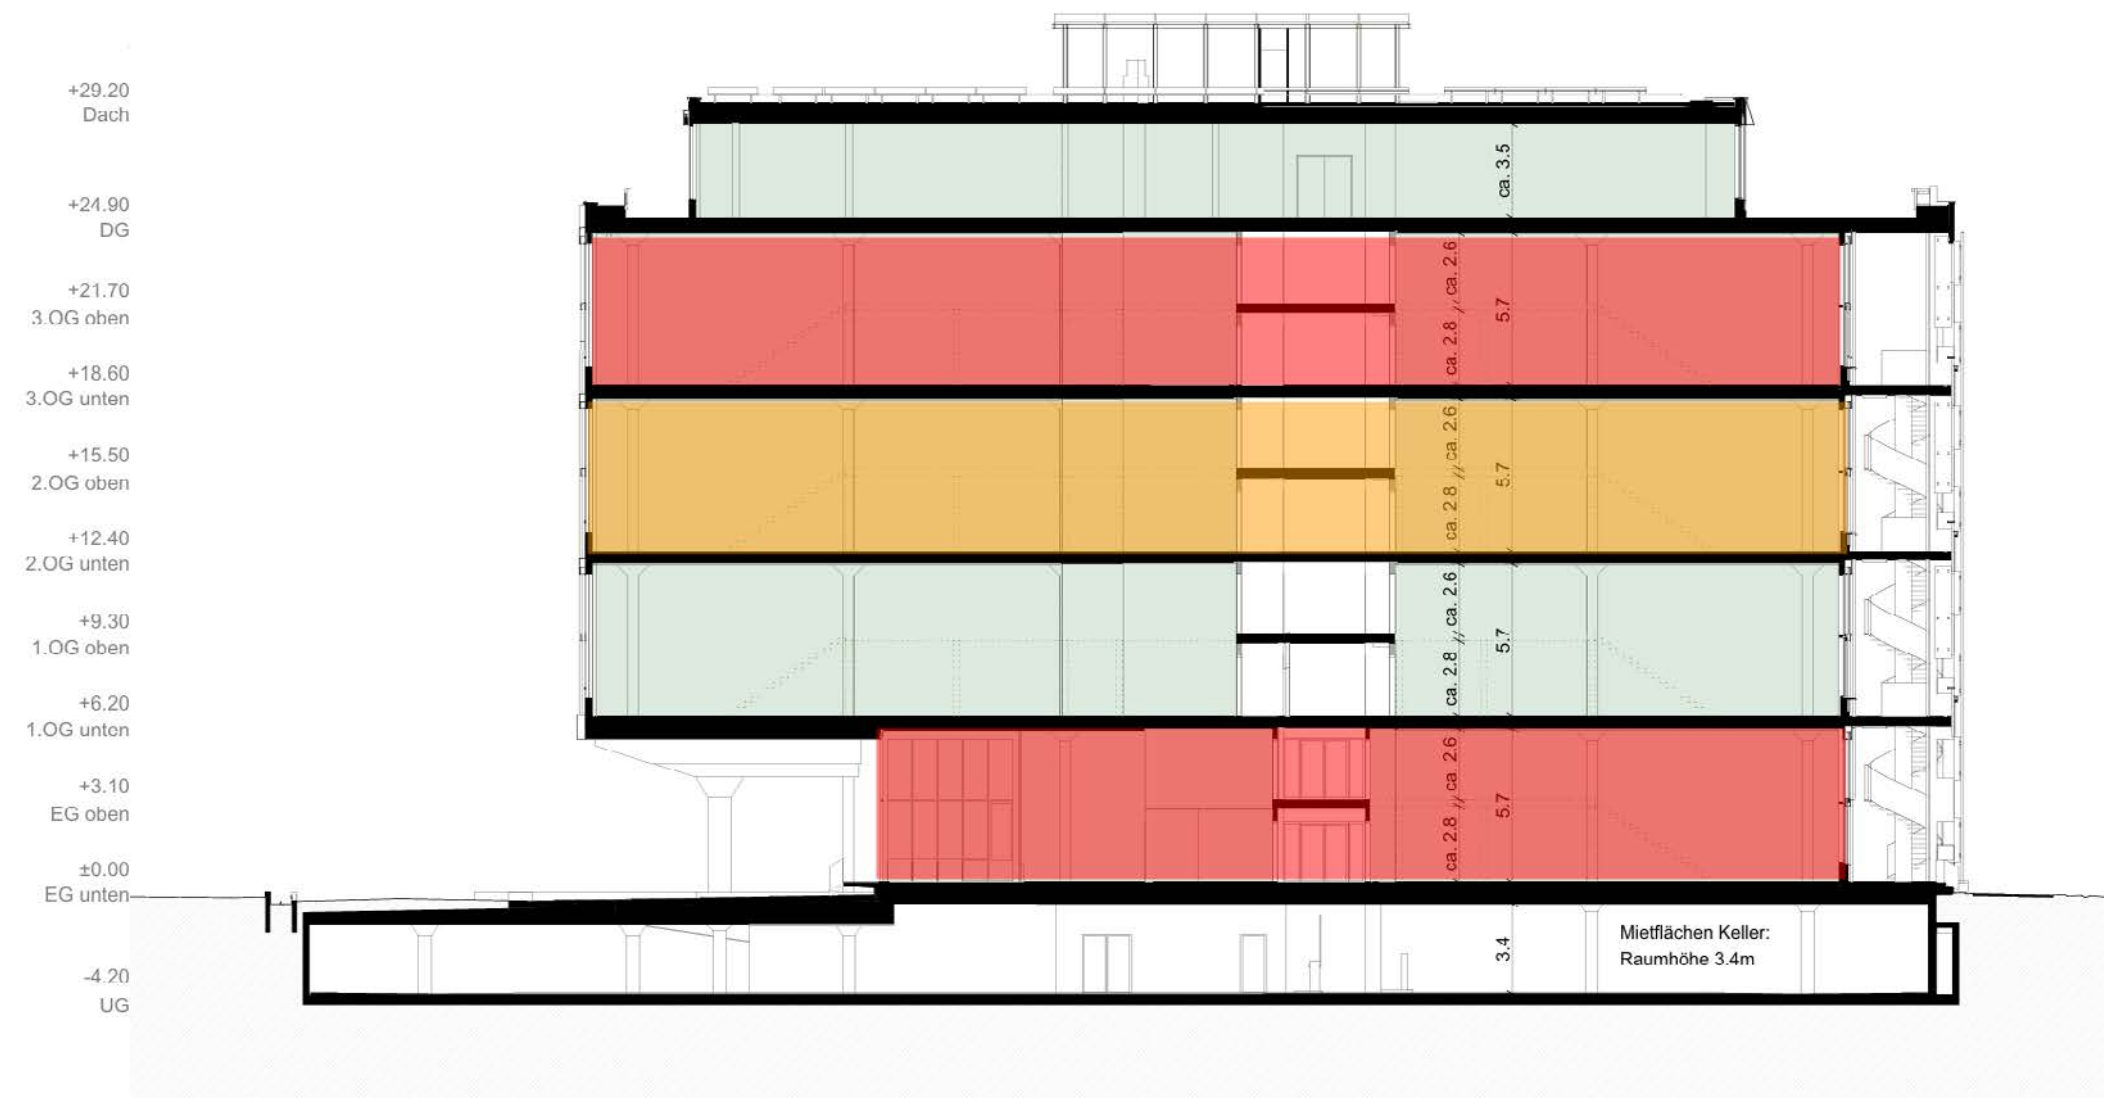 +29.20
Dach
ca. 3.5
+24.90
DG
ca. 2.6
+21.70
3.OG oben
5.7
ca. 2.8
+18.60
3.OG unten
ca. 2.6
+15.50
2.OG oben
5.7
ca. 2.8
+12.40
2.OG unten
ca. 2.6
+9.30
1.OG oben
5.7
ca. 2.8
+6.20
1.OG unten
ca. 2.6
+3.10
EG oben
5.7
ca. 2.8
±0.00
EG unten
3.4
Mietflächen Keller:
Raumhöhe 3.4m
-4.20
UG